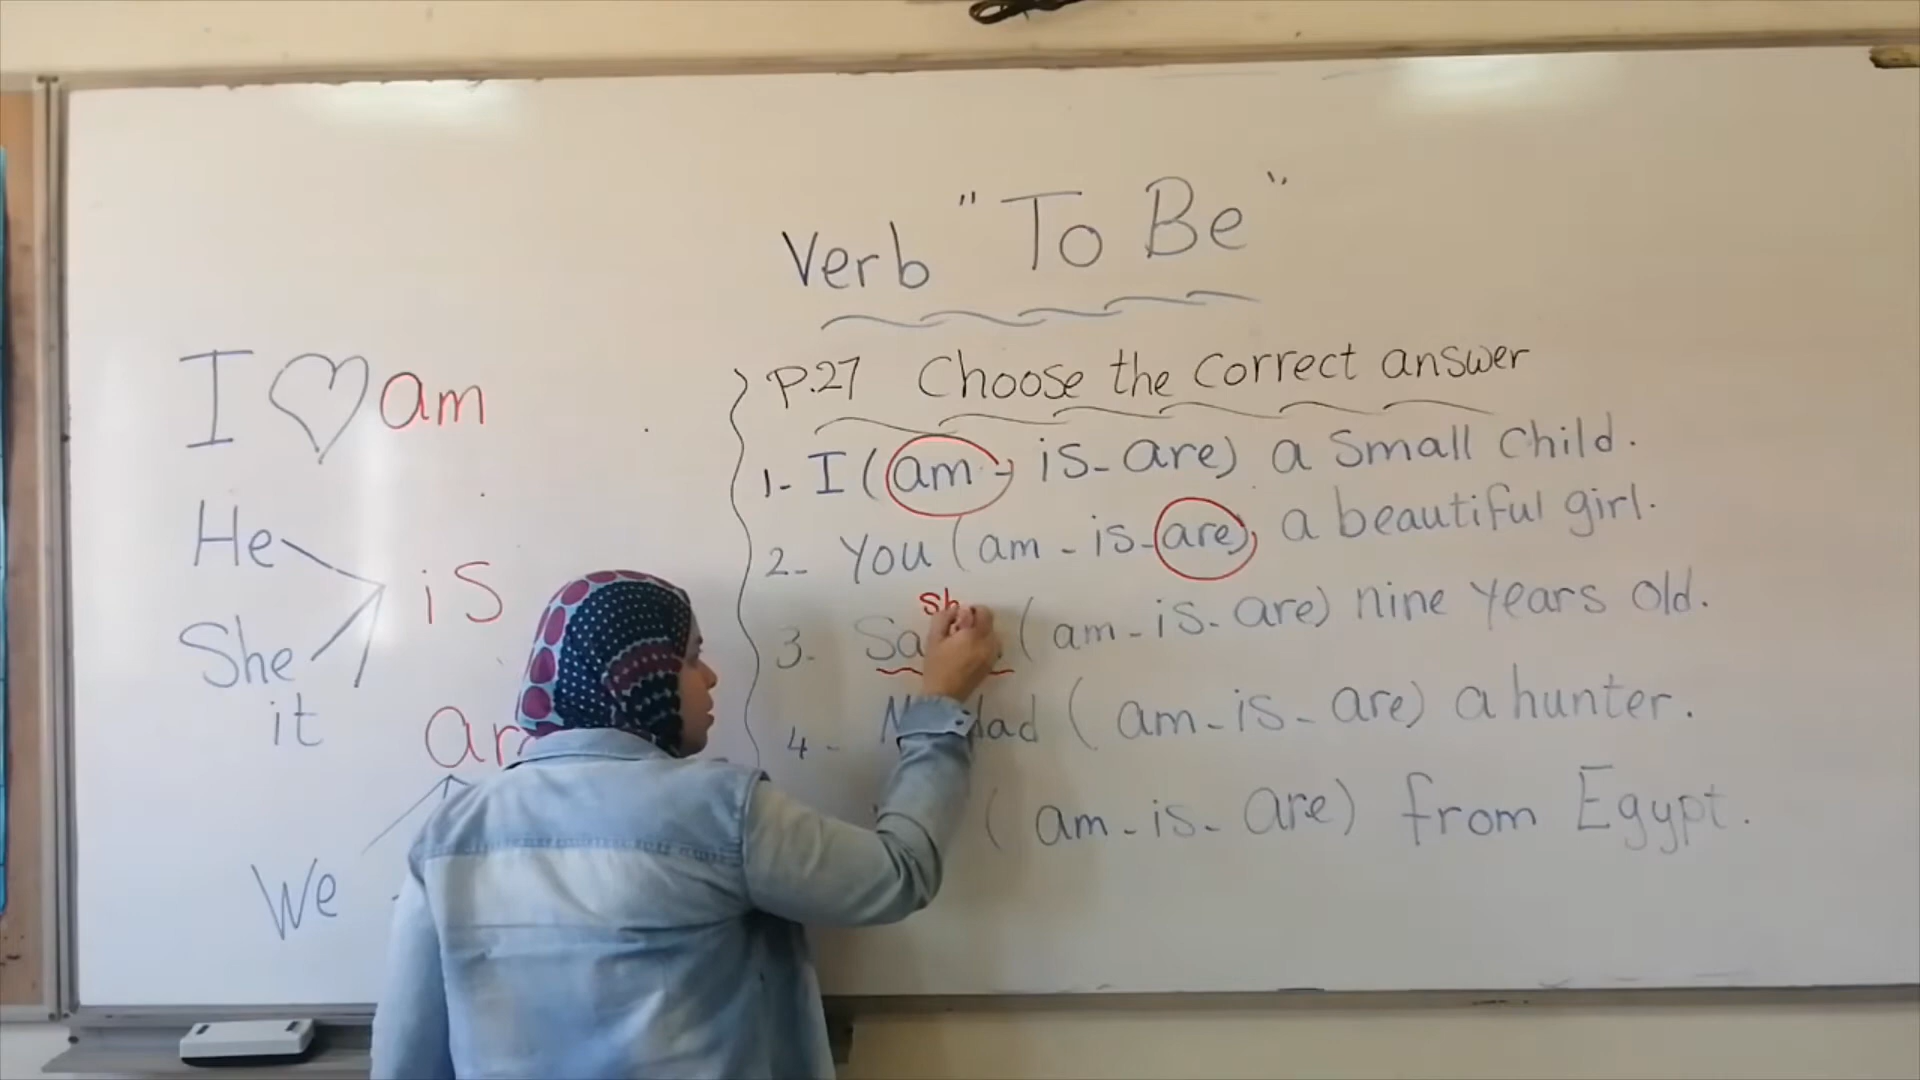 Verb "To Be"
I ♡ am
He
is
She
it
We
P.27 Choose the correct answer
1- I (am - is - are) a small child.
2- You (am - is - are) a beautiful girl.
3- (am - is - are) nine years old.
4- (am - is - are) a hunter.
( am - is - are) from Egypt.